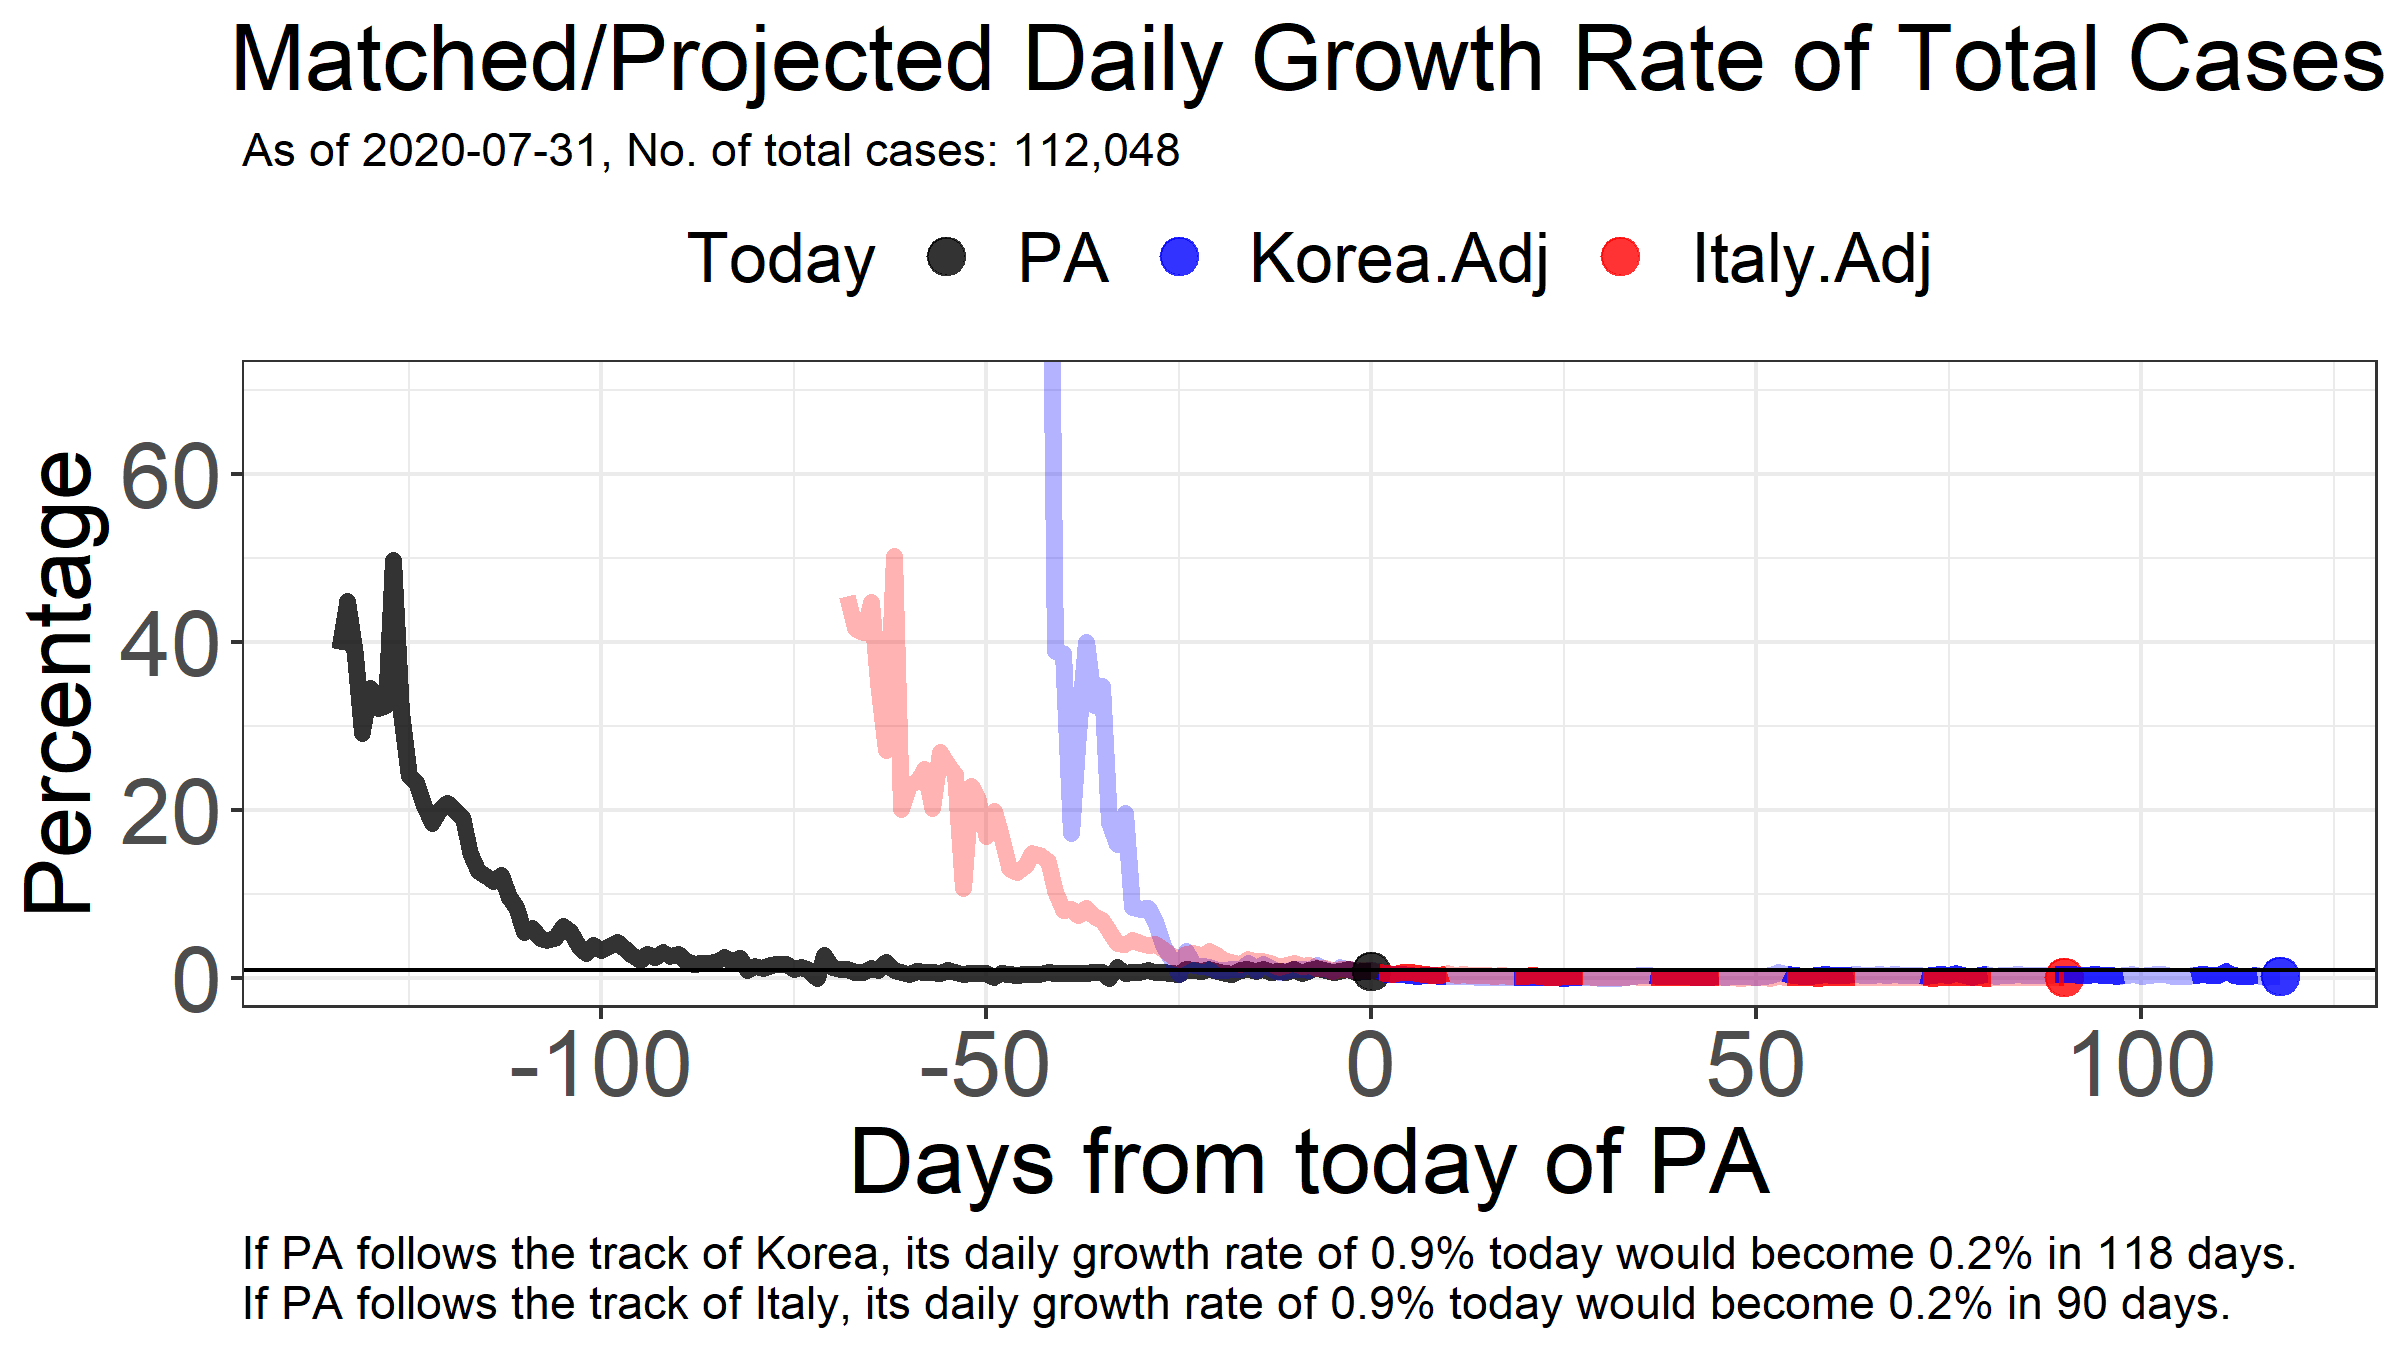 Matched/Projected Daily Growth Rate of Total Cases
As of 2020-07-31, No. of total cases: 112,048
Today PA Korea.Adj Italy.Adj
Percentage
60
40
20
0
-100 -50 0 50 100
Days from today of PA
If PA follows the track of Korea, its daily growth rate of 0.9% today would become 0.2% in 118 days.
If PA follows the track of Italy, its daily growth rate of 0.9% today would become 0.2% in 90 days.